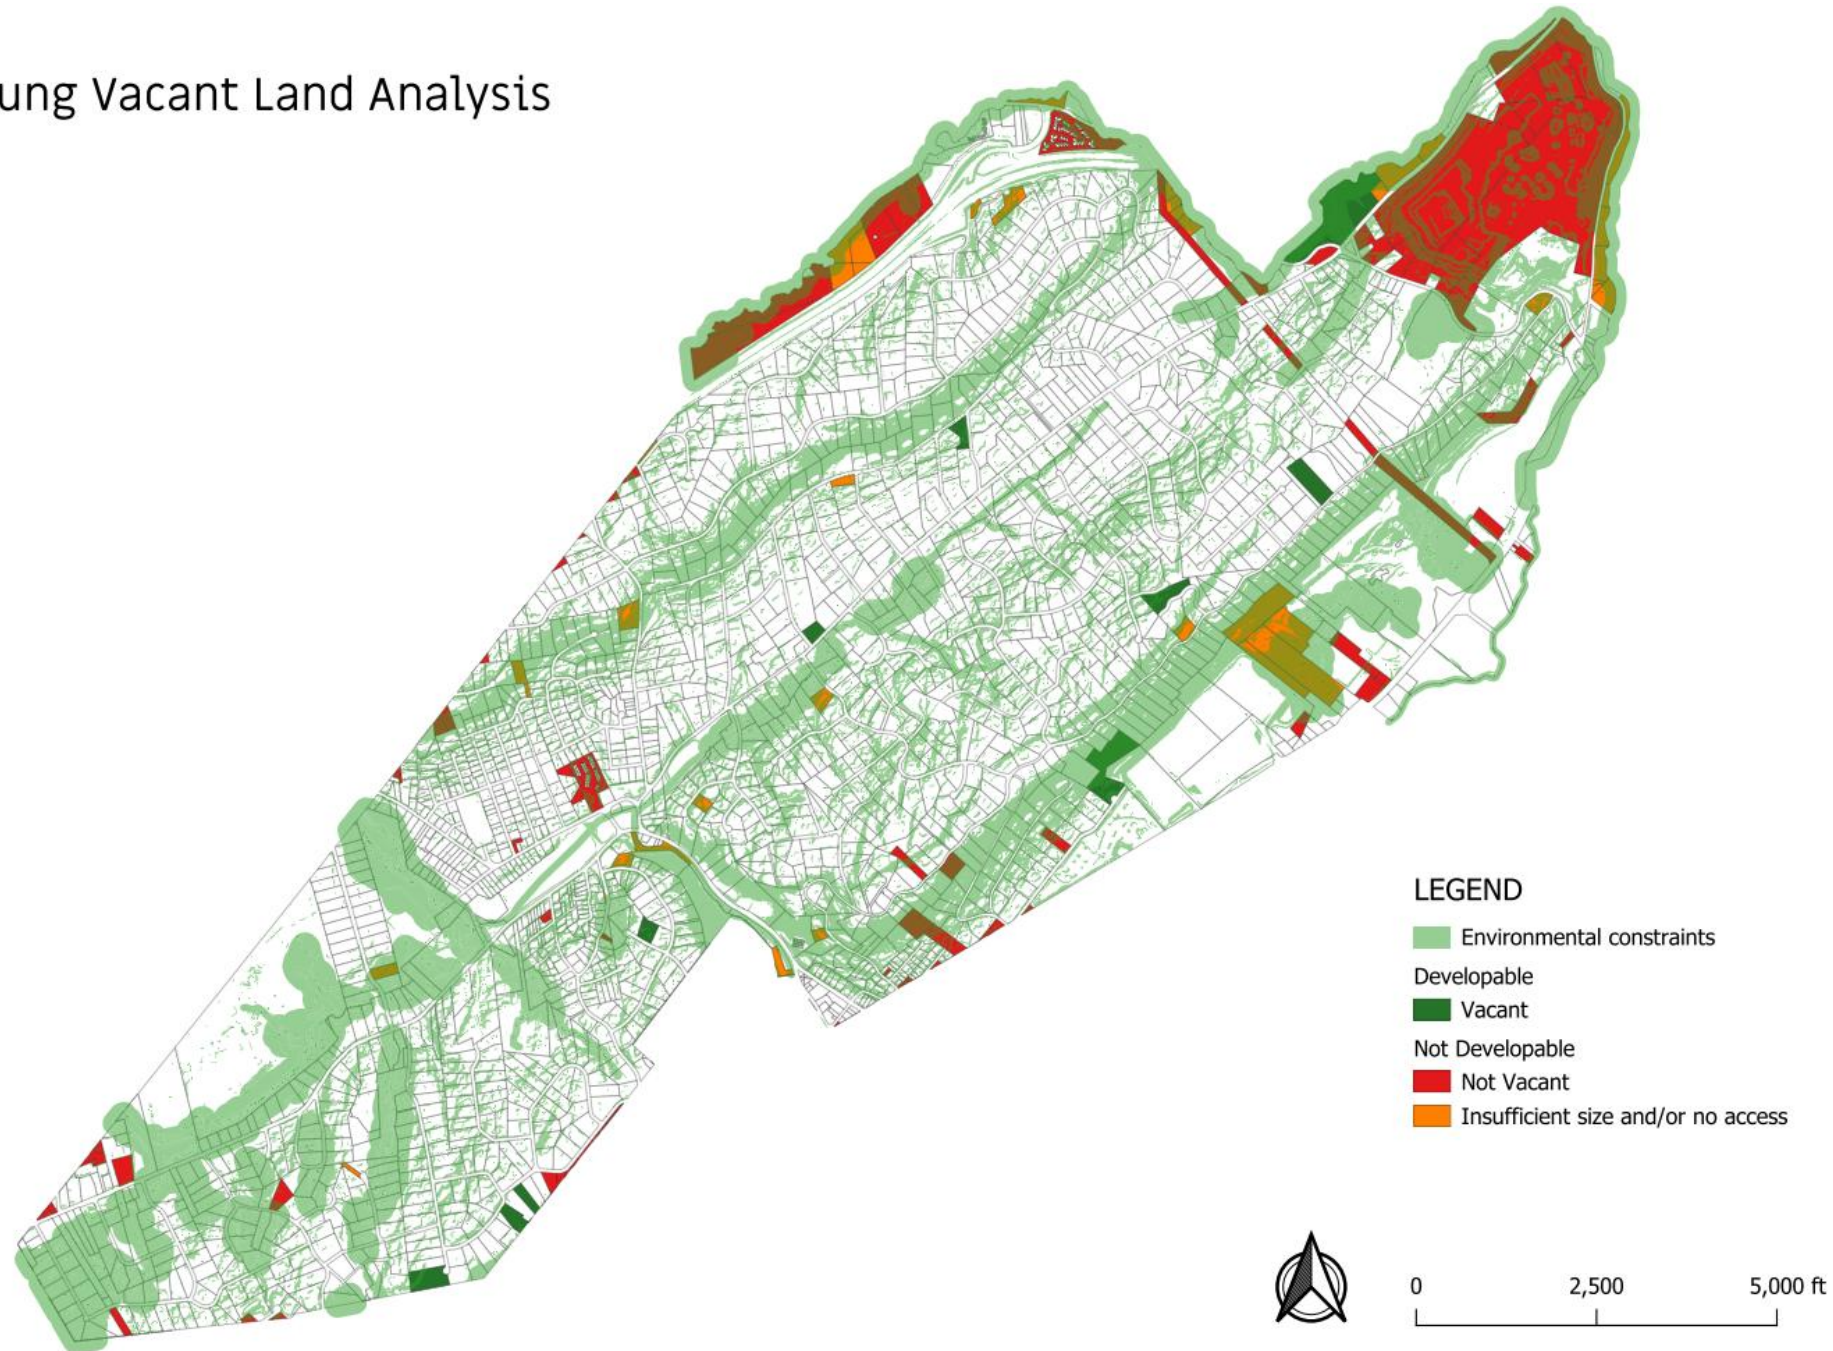 ung Vacant Land Analysis
LEGEND
Environmental constraints
Developable
Vacant
Not Developable
Not Vacant
Insufficient size and/or no access
0 2,500 5,000 ft